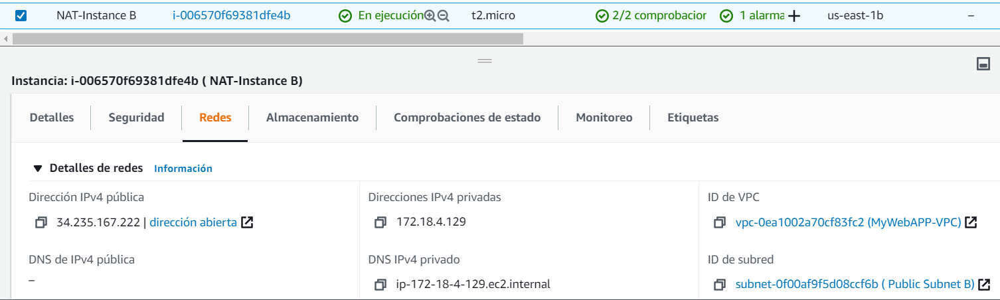 NAT-Instance B i-006570f69381dfe4b En ejecución t2.micro 2/2 comprobacior 1 alarma us-east-1b –
Instancia: i-006570f69381dfe4b ( NAT-Instance B)
Detalles Seguridad Redes Almacenamiento Comprobaciones de estado Monitoreo Etiquetas
Detalles de redes Información
Dirección IPv4 pública Direcciones IPv4 privadas ID de VPC
34.235.167.222 | dirección abierta 172.18.4.129 vpc-0ea1002a70cf83fc2 (MyWebAPP-VPC)
DNS de IPv4 pública DNS IPv4 privado ID de subred
– ip-172-18-4-129.ec2.internal subnet-0f00af9f5d08ccf6b ( Public Subnet B)